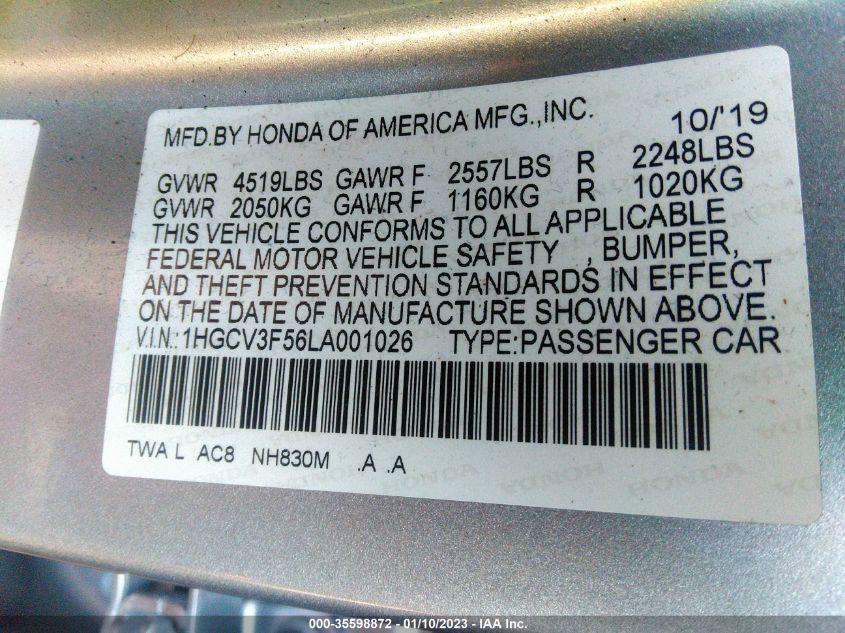 MFD.BY HONDA OF AMERICA MFG.,INC. 10/'19
GVWR 4519LBS GAWR F 2557LBS R 2248LBS
GVWR 2050KG GAWR F 1160KG R 1020KG
THIS VEHICLE CONFORMS TO ALL APPLICABLE
FEDERAL MOTOR VEHICLE SAFETY , BUMPER,
AND THEFT PREVENTION STANDARDS IN EFFECT
ON THE DATE OF MANUFACTURE SHOWN ABOVE.
V.I.N.:1HGCV3F56LA001026 TYPE:PASSENGER CAR
TWA L AC8 NH830M .A .A
000-35598872 - 01/10/2023 - IAA Inc.